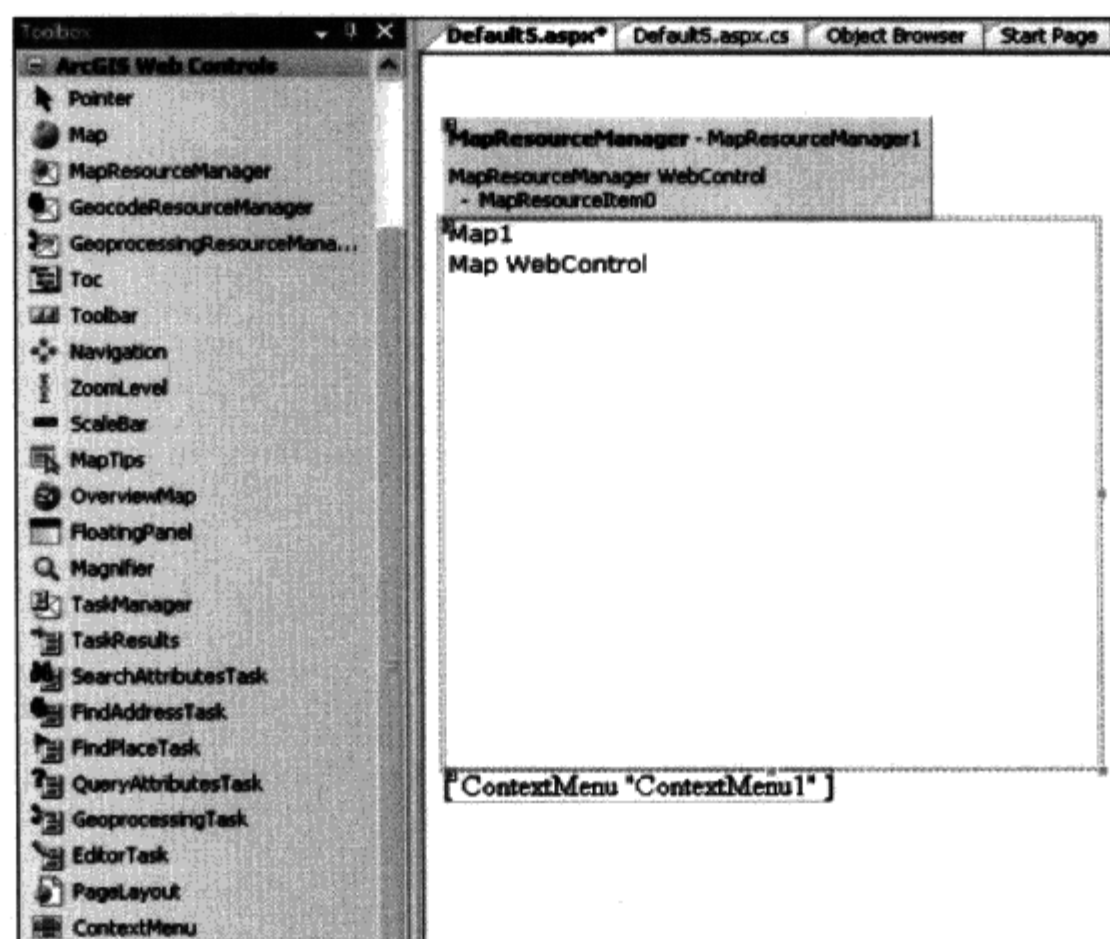 Toolbox
ArcGIS Web Controls
Pointer
Map
MapResourceManager
GeocodeResourceManager
GeoprocessingResourceMana...
Toc
Toolbar
Navigation
ZoomLevel
ScaleBar
MapTips
OverviewMap
FloatingPanel
Magnifier
TaskManager
TaskResults
SearchAttributesTask
FindAddressTask
FindPlaceTask
QueryAttributesTask
GeoprocessingTask
EditorTask
PageLayout
ContextMenu
Default5.aspx* Default5.aspx.cs Object Browser Start Page
MapResourceManager - MapResourceManager1
MapResourceManager WebControl
- MapResourceItem0
Map1
Map WebControl
[ ContextMenu "ContextMenu1" ]